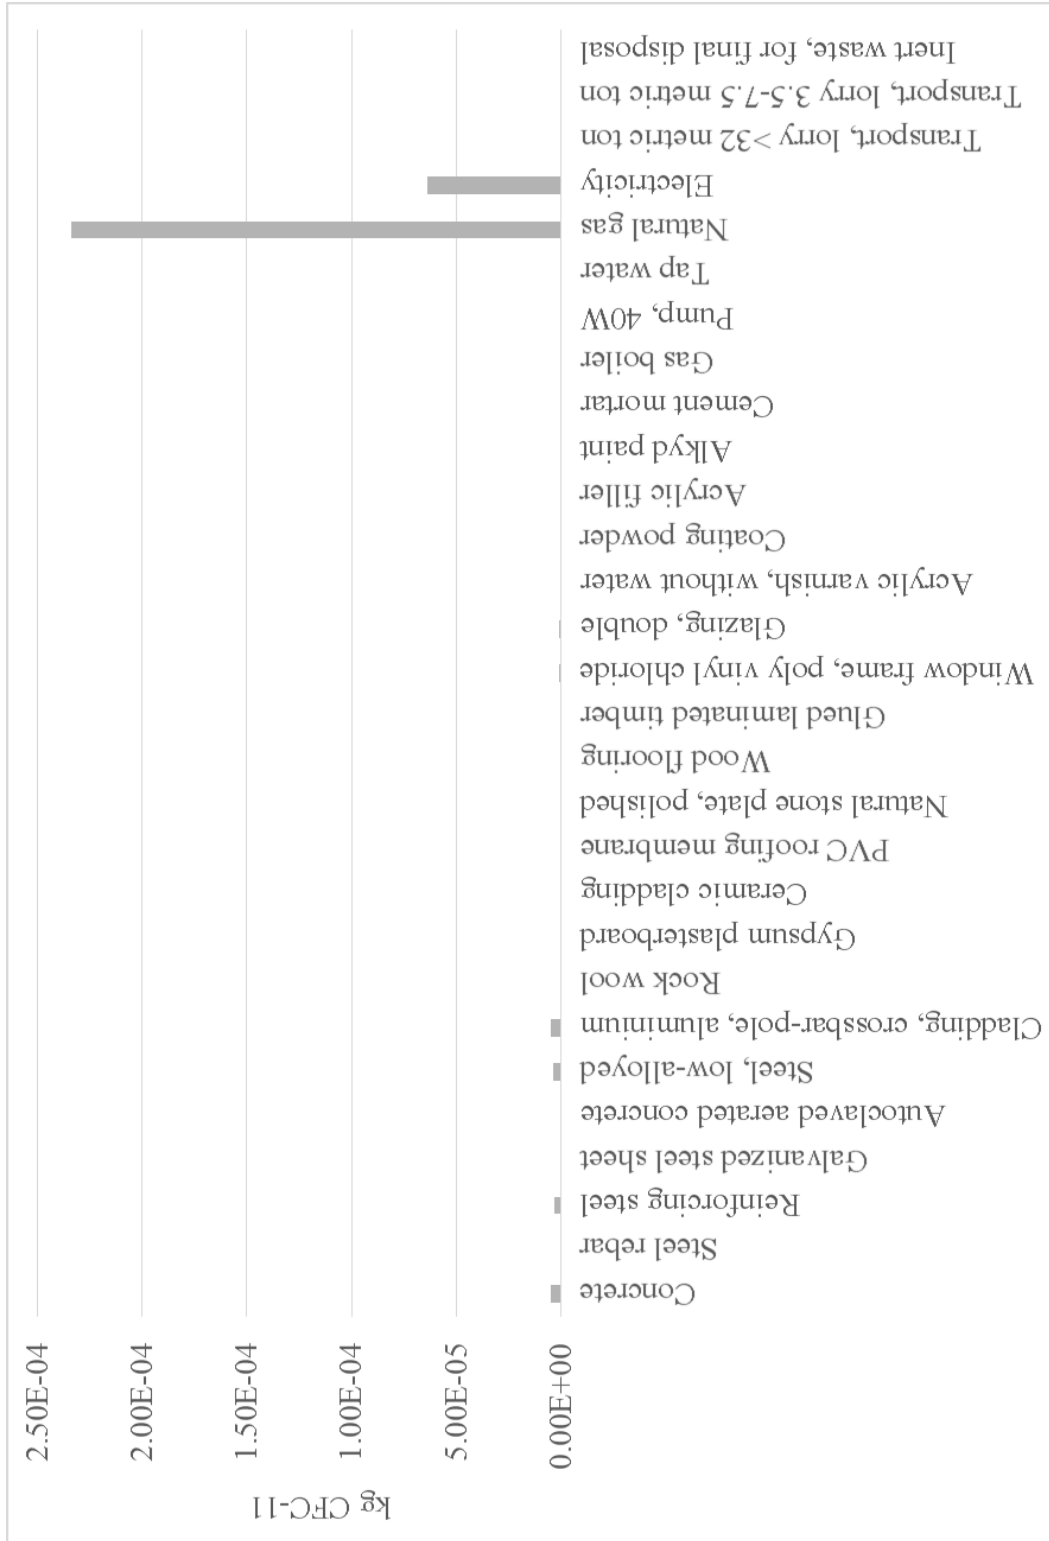 kg CFC-11
2.50E-04
2.00E-04
1.50E-04
1.00E-04
5.00E-05
0.00E+00
Concrete
Steel rebar
Reinforcing steel
Galvanized steel sheet
Autoclaved aerated concrete
Steel, low-alloyed
Cladding, crossbar-pole, aluminium
Rock wool
Gypsum plasterboard
Ceramic cladding
PVC roofing membrane
Natural stone plate, polished
Wood flooring
Glued laminated timber
Window frame, poly vinyl chloride
Glazing, double
Acrylic varnish, without water
Coating powder
Acrylic filler
Alkyd paint
Cement mortar
Gas boiler
Pump, 40W
Tap water
Natural gas
Electricity
Transport, lorry >32 metric ton
Transport, lorry 3.5-7.5 metric ton
Inert waste, for final disposal